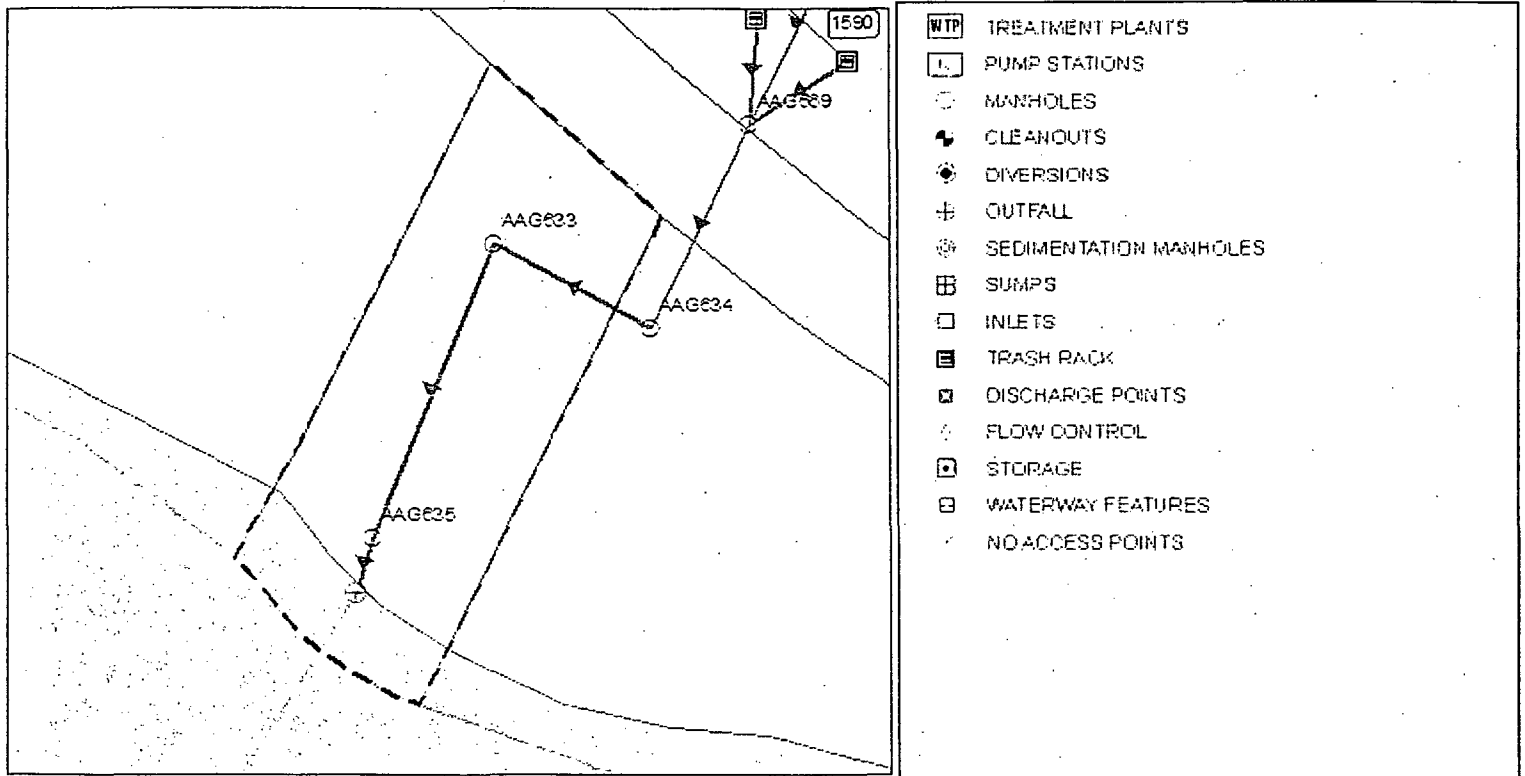 1590
AAG689
AAG633
AAG634
AAG635
WTP TREATMENT PLANTS
PUMP STATIONS
MANHOLES
CLEANOUTS
DIVERSIONS
OUTFALL
SEDIMENTATION MANHOLES
SUMPS
INLETS
TRASH RACK
DISCHARGE POINTS
FLOW CONTROL
STORAGE
WATERWAY FEATURES
NO ACCESS POINTS